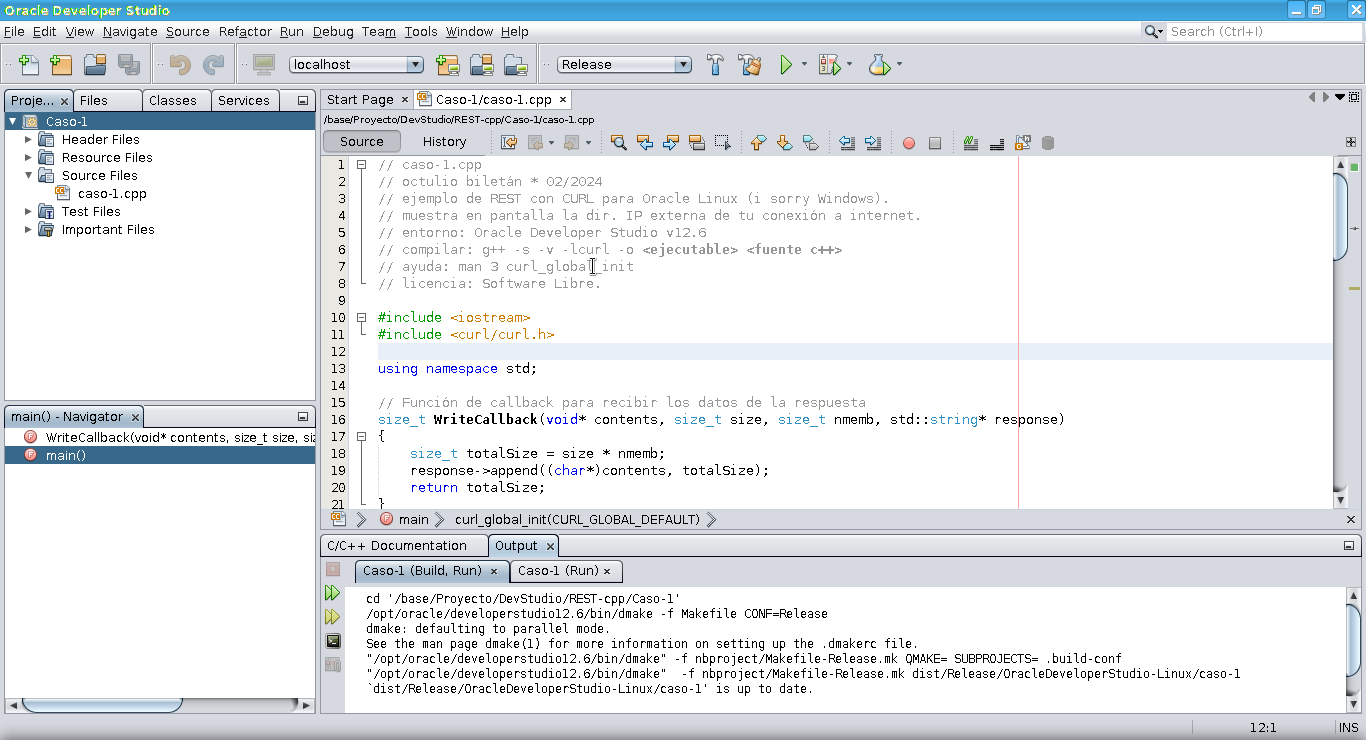 Oracle Developer Studio
File Edit View Navigate Source Refactor Run Debug Team Tools Window Help
Search (Ctrl+I)
localhost
Release
Proje... × Files Classes Services
Caso-1
Header Files
Resource Files
Source Files
caso-1.cpp
Test Files
Important Files
main() - Navigator ×
WriteCallback(void* contents, size_t size, siz
main()
Start Page × Caso-1/caso-1.cpp ×
/base/Proyecto/DevStudio/REST-cpp/Caso-1/caso-1.cpp
Source History
1 // caso-1.cpp
2 // octulio biletán * 02/2024
3 // ejemplo de REST con CURL para Oracle Linux (i sorry Windows).
4 // muestra en pantalla la dir. IP externa de tu conexión a internet.
5 // entorno: Oracle Developer Studio v12.6
6 // compilar: g++ -s -v -lcurl -o <ejecutable> <fuente c++>
7 // ayuda: man 3 curl_global_init
8 // licencia: Software Libre.
9
10 #include <iostream>
11 #include <curl/curl.h>
12
13 using namespace std;
14
15 // Función de callback para recibir los datos de la respuesta
16 size_t WriteCallback(void* contents, size_t size, size_t nmemb, std::string* response)
17 {
18 size_t totalSize = size * nmemb;
19 response->append((char*)contents, totalSize);
20 return totalSize;
21 }
main curl_global_init(CURL_GLOBAL_DEFAULT)
C/C++ Documentation Output ×
Caso-1 (Build, Run) × Caso-1 (Run) ×
cd '/base/Proyecto/DevStudio/REST-cpp/Caso-1'
/opt/oracle/developerstudio12.6/bin/dmake -f Makefile CONF=Release
dmake: defaulting to parallel mode.
See the man page dmake(1) for more information on setting up the .dmakerc file.
"/opt/oracle/developerstudio12.6/bin/dmake" -f nbproject/Makefile-Release.mk QMAKE= SUBPROJECTS= .build-conf
"/opt/oracle/developerstudio12.6/bin/dmake"  -f nbproject/Makefile-Release.mk dist/Release/OracleDeveloperStudio-Linux/caso-1
`dist/Release/OracleDeveloperStudio-Linux/caso-1' is up to date.
12:1 INS